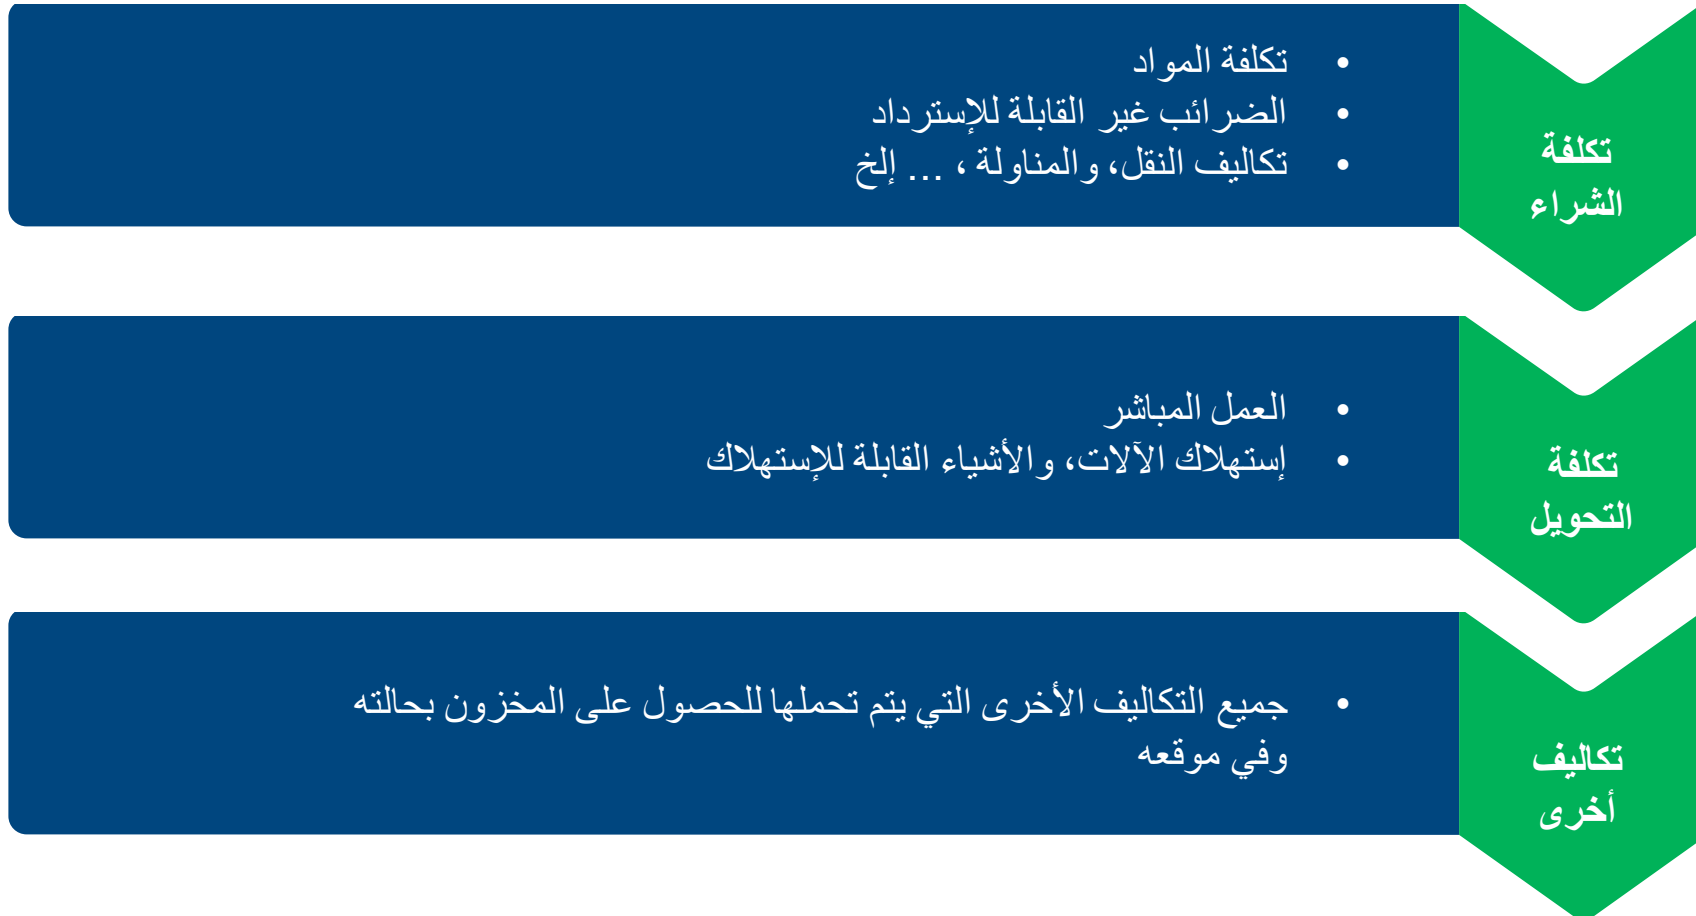 تكلفة
الشراء
• تكلفة المواد
• الضرائب غير القابلة للإسترداد
• تكاليف النقل، والمناولة ، ... إلخ
تكلفة
التحويل
• العمل المباشر
• إستهلاك الآلات، والأشياء القابلة للإستهلاك
تكاليف
أخرى
• جميع التكاليف الأخرى التي يتم تحملها للحصول على المخزون بحالته
وفي موقعه